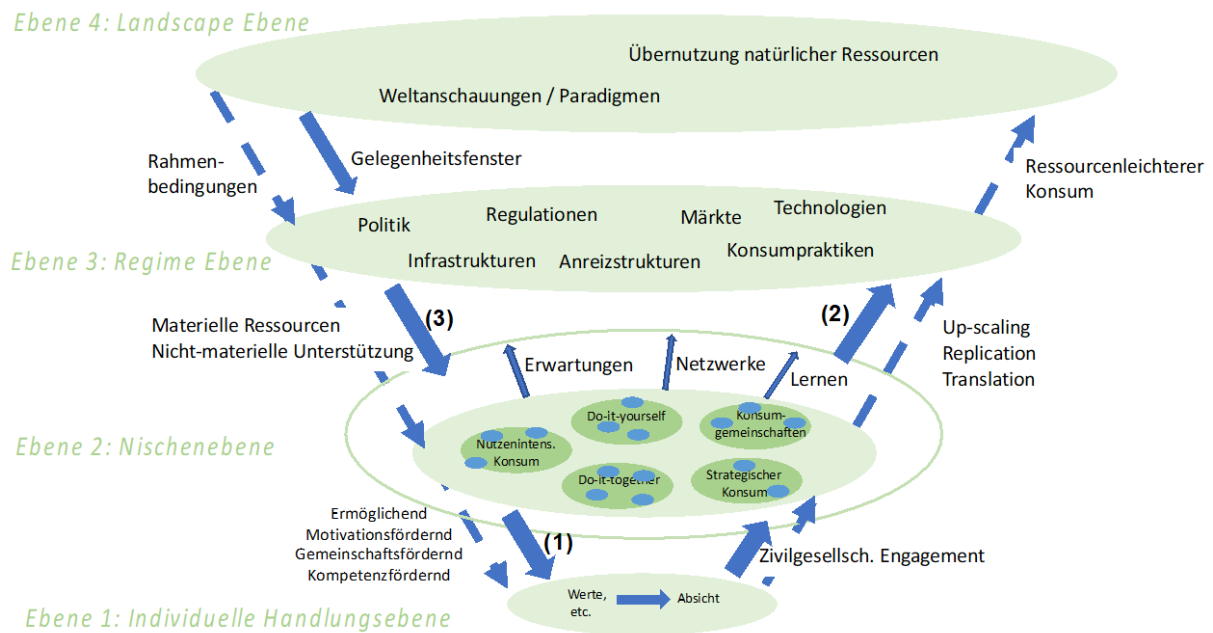 Ebene 4: Landscape Ebene
Übernutzung natürlicher Ressourcen
Weltanschauungen / Paradigmen
Rahmen-
bedingungen
Gelegenheitsfenster
Ressourcenleichterer
Konsum
Politik
Regulationen
Märkte
Technologien
Infrastrukturen
Anreizstrukturen
Konsumpraktiken
Ebene 3: Regime Ebene
(3)
(2)
Materielle Ressourcen
Nicht-materielle Unterstützung
Up-scaling
Replication
Translation
Erwartungen
Netzwerke
Lernen
Ebene 2: Nischenebene
Nutzenintens.
Konsum
Do-it-yourself
Konsum-
gemeinschaften
Do-it-together
Strategischer
Konsum
Ermöglichend
Motivationsfördernd
Gemeinschaftsfördernd
Kompetenzfördernd
(1)
Zivilgesellsch. Engagement
Werte,
etc.
Absicht
Ebene 1: Individuelle Handlungsebene